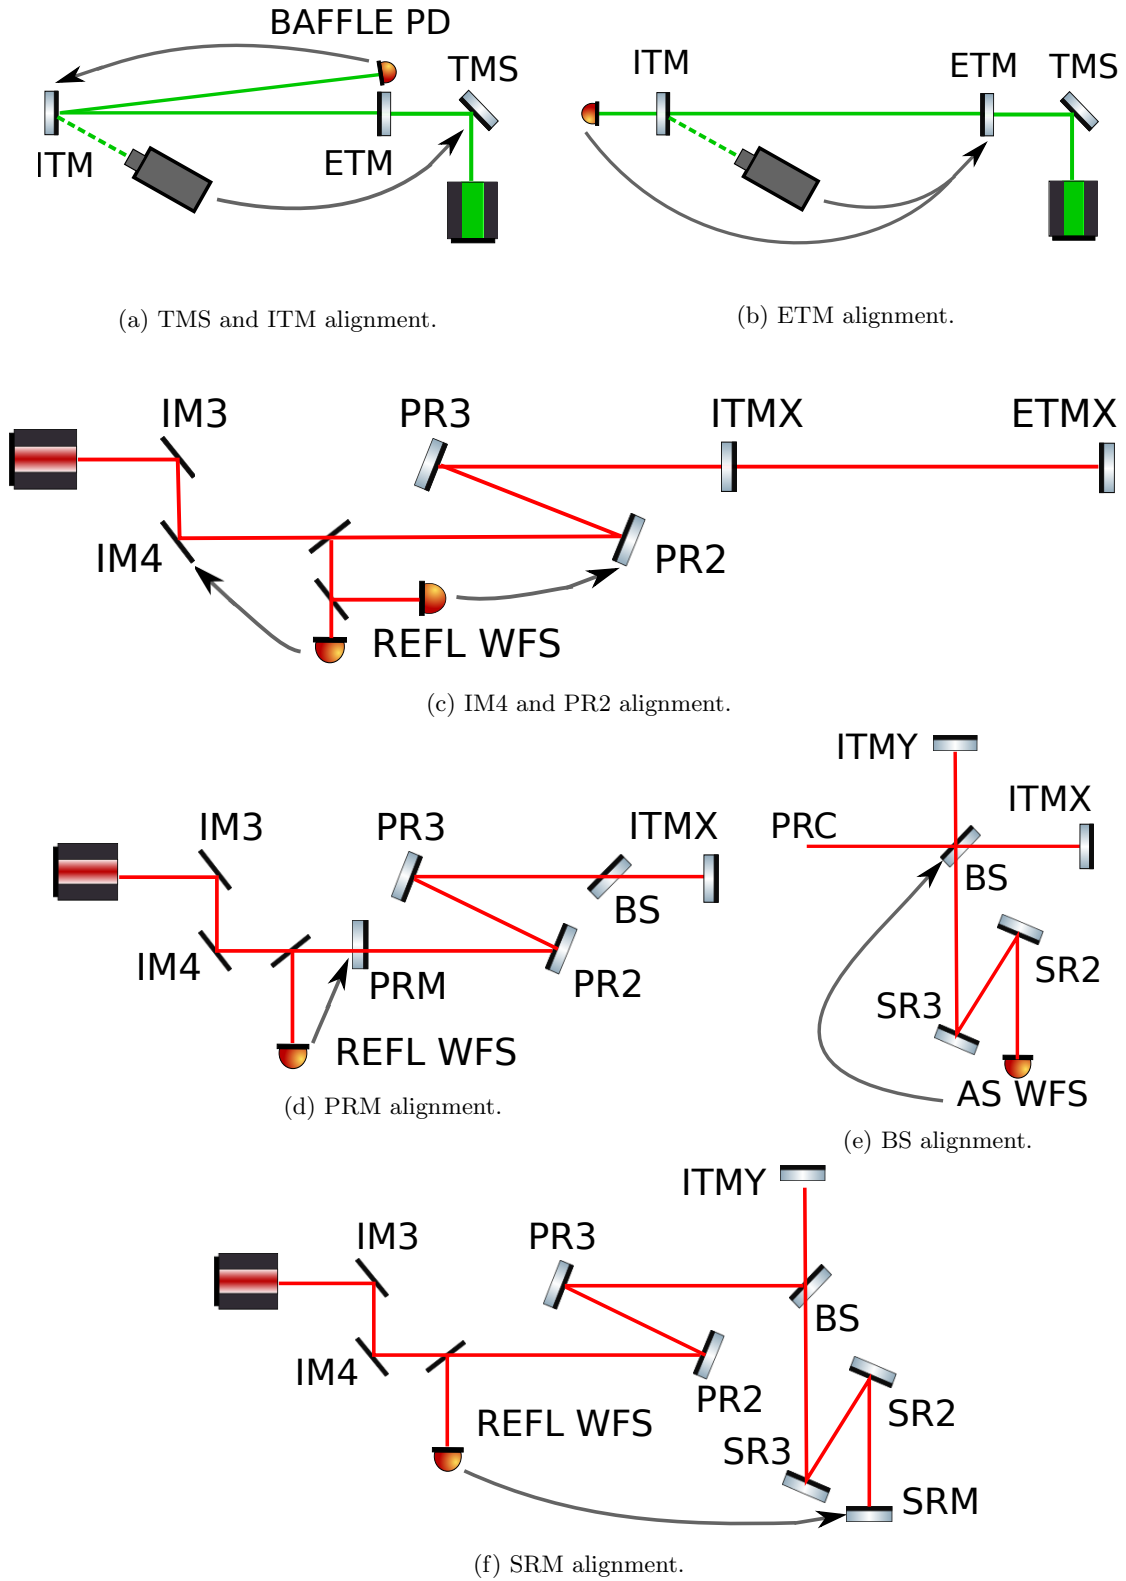 BAFFLE PD
TMS
ITM
ETM
(a) TMS and ITM alignment.
ITM
ETM
TMS
(b) ETM alignment.
IM3
PR3
ITMX
ETMX
IM4
PR2
REFL WFS
(c) IM4 and PR2 alignment.
IM3
PR3
ITMX
BS
IM4
PRM
PR2
REFL WFS
(d) PRM alignment.
ITMY
ITMX
PRC
BS
SR2
SR3
AS WFS
(e) BS alignment.
ITMY
IM3
PR3
BS
IM4
PR2
SR2
REFL WFS
SR3
SRM
(f) SRM alignment.